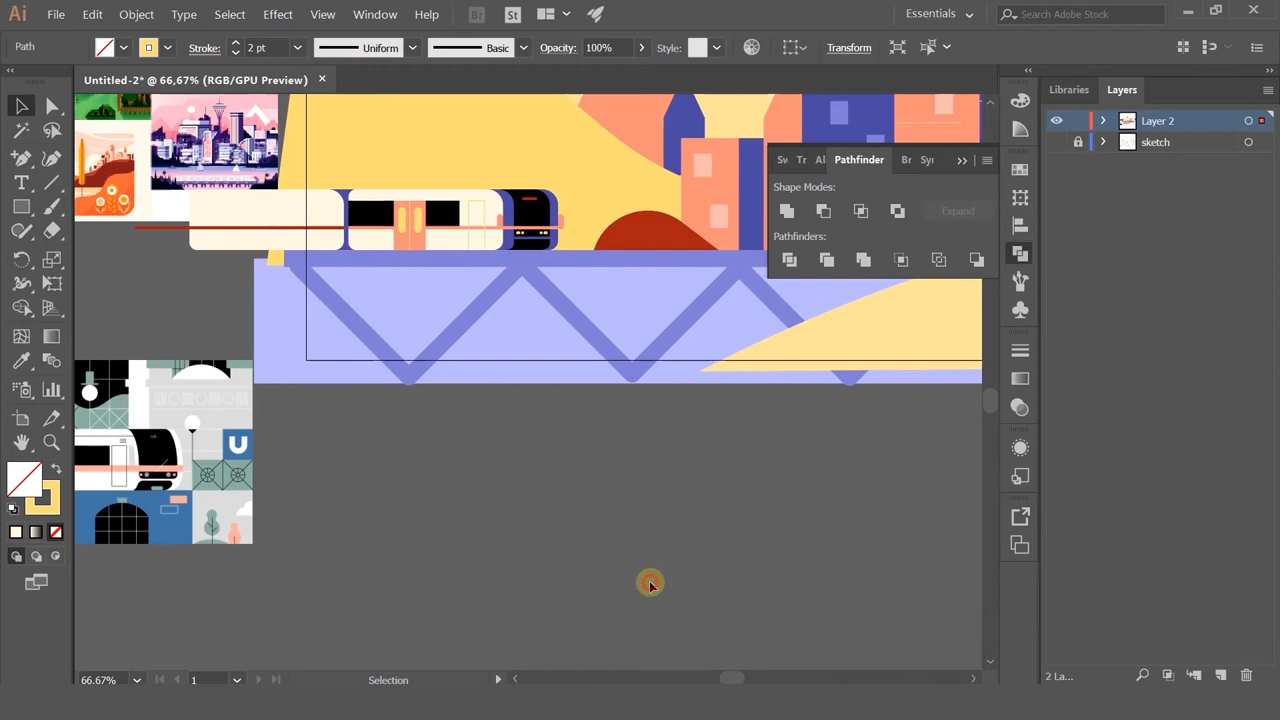 Ai File Edit Object Type Select Effect View Window Help Br St Essentials Search Adobe Stock
Path Stroke: 2 pt Uniform Basic Opacity: 100% Style: Transform
Untitled-2* @ 66,67% (RGB/GPU Preview)
Libraries Layers
Layer 2
sketch
Sw Tr Al Pathfinder Br Syr
Shape Modes:
Expand
Pathfinders:
U
66.67% 1 Selection
2 La...